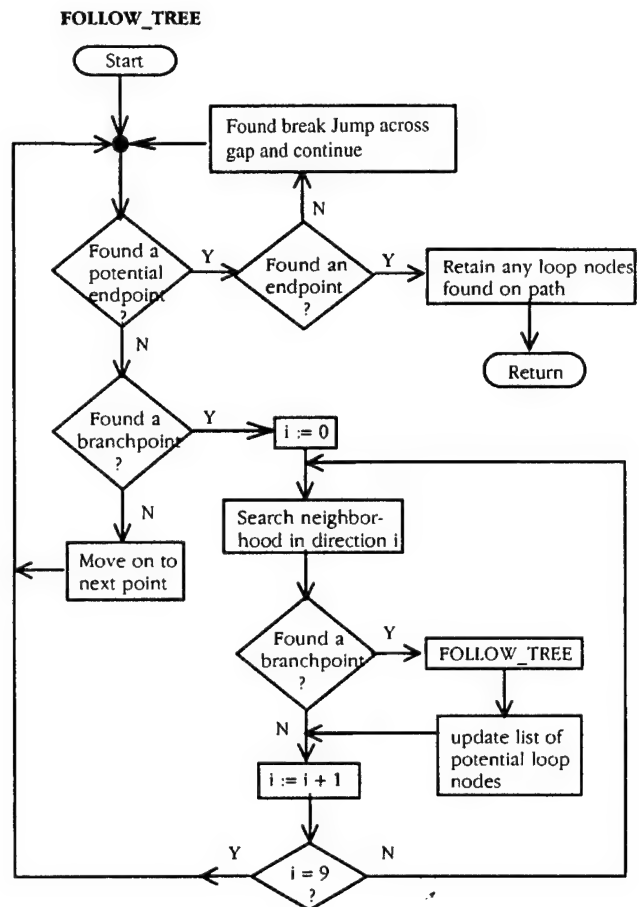 FOLLOW_TREE
Start
Found break Jump across
gap and continue
N
Found a
potential
endpoint
?
Y
Found an
endpoint
?
Y
Retain any loop nodes
found on path
Return
N
Found a
branchpoint
?
Y
i := 0
N
Move on to
next point
Search neighbor-
hood in direction i
Found a
branchpoint
?
Y
FOLLOW_TREE
update list of
potential loop
nodes
N
i := i + 1
Y
i = 9
?
N